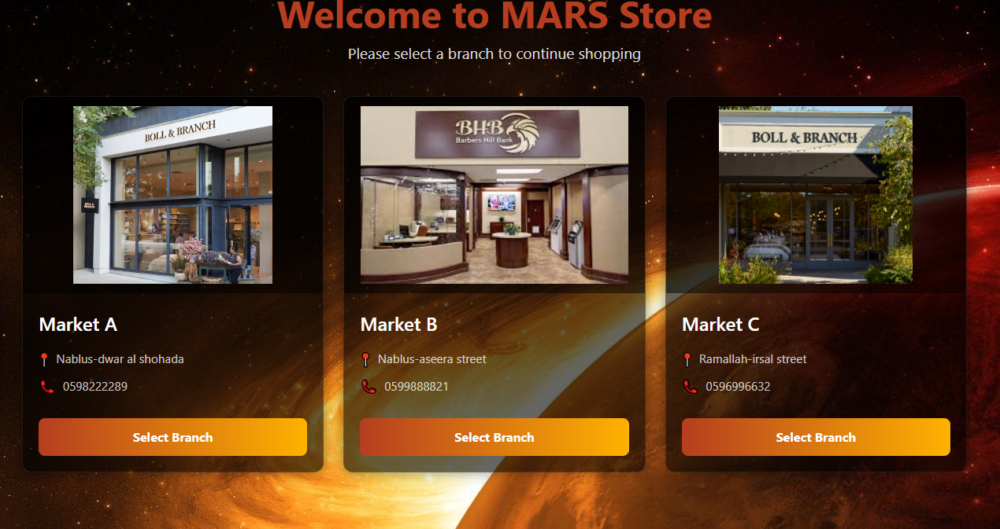 Welcome to MARS Store
Please select a branch to continue shopping
BOLL & BRANCH
BHB
Barbers Hill Bank
BOLL & BRANCH
Market A
Nablus-dwar al shohada
0598222289
Select Branch
Market B
Nablus-aseera street
0599888821
Select Branch
Market C
Ramallah-irsal street
0596996632
Select Branch